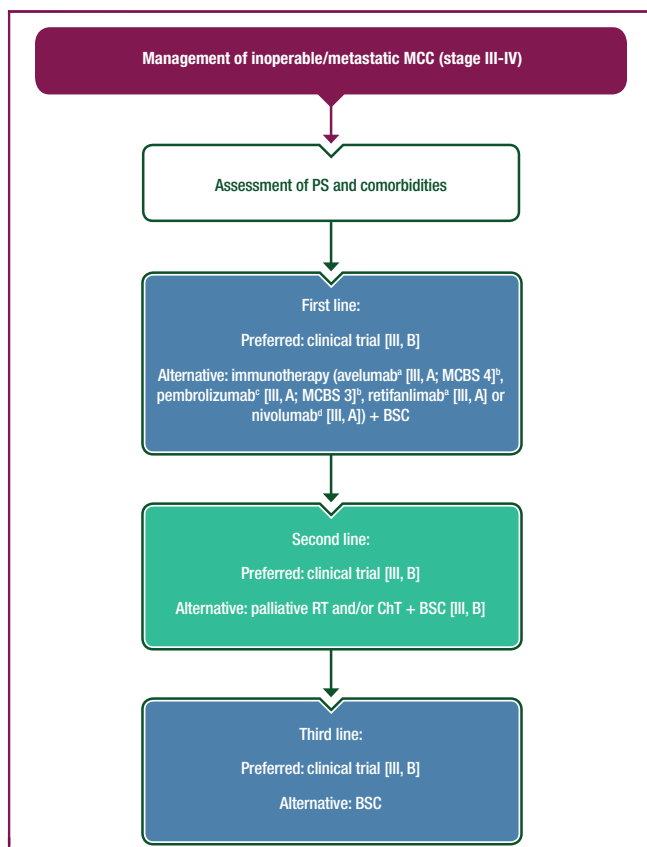 Management of inoperable/metastatic MCC (stage III-IV)
Assessment of PS and comorbidities
First line:
Preferred: clinical trial [III, B]
Alternative: immunotherapy (avelumabᵃ [III, A; MCBS 4]ᵇ,
pembrolizumabᶜ [III, A; MCBS 3]ᵇ, retifanlimabᵃ [III, A] or
nivolumabᵈ [III, A]) + BSC
Second line:
Preferred: clinical trial [III, B]
Alternative: palliative RT and/or ChT + BSC [III, B]
Third line:
Preferred: clinical trial [III, B]
Alternative: BSC